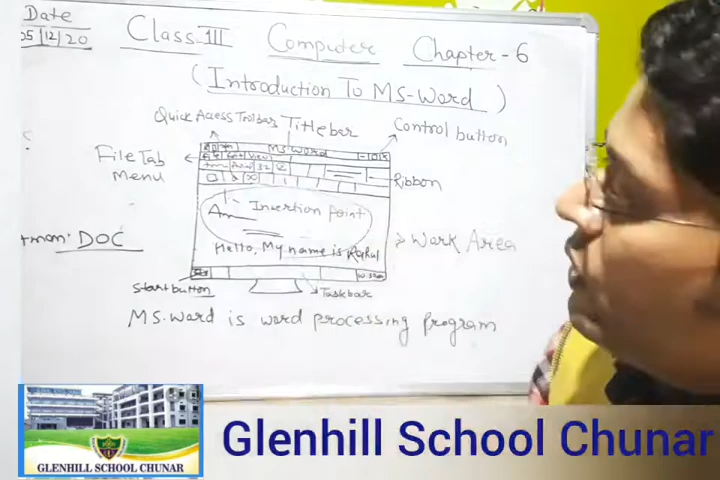 Date
05/12/20
Class-III Computer Chapter-6
(Introduction To MS-Word)
Quick Access Toolbar Titlebar Control button
File Tab
Menu
MS word
Ribbon
Insertion point
Hello, My name is Rahul
Work Area
DOC
Start button
Taskbar
MS.Word is word processing program
GLENHILL SCHOOL CHUNAR
Glenhill School Chunar